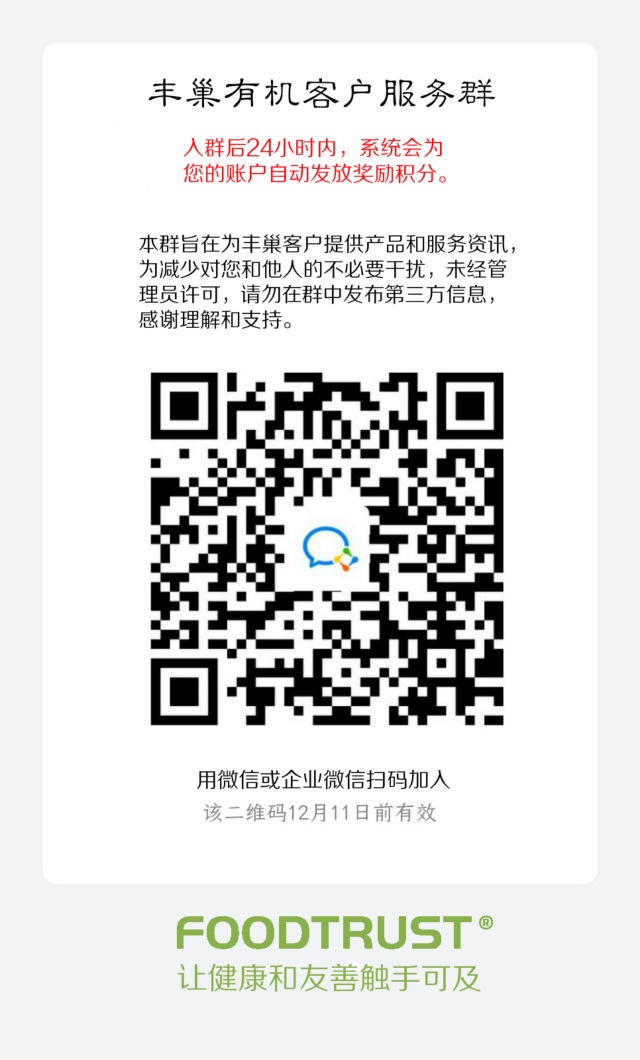 丰巢有机客户服务群
入群后24小时内，系统会为
您的账户自动发放奖励积分。
本群旨在为丰巢客户提供产品和服务资讯，
为减少对您和他人的不必要干扰，未经管
理员许可，请勿在群中发布第三方信息，
感谢理解和支持。
用微信或企业微信扫码加入
该二维码12月11日前有效
FOODTRUST®
让健康和友善触手可及